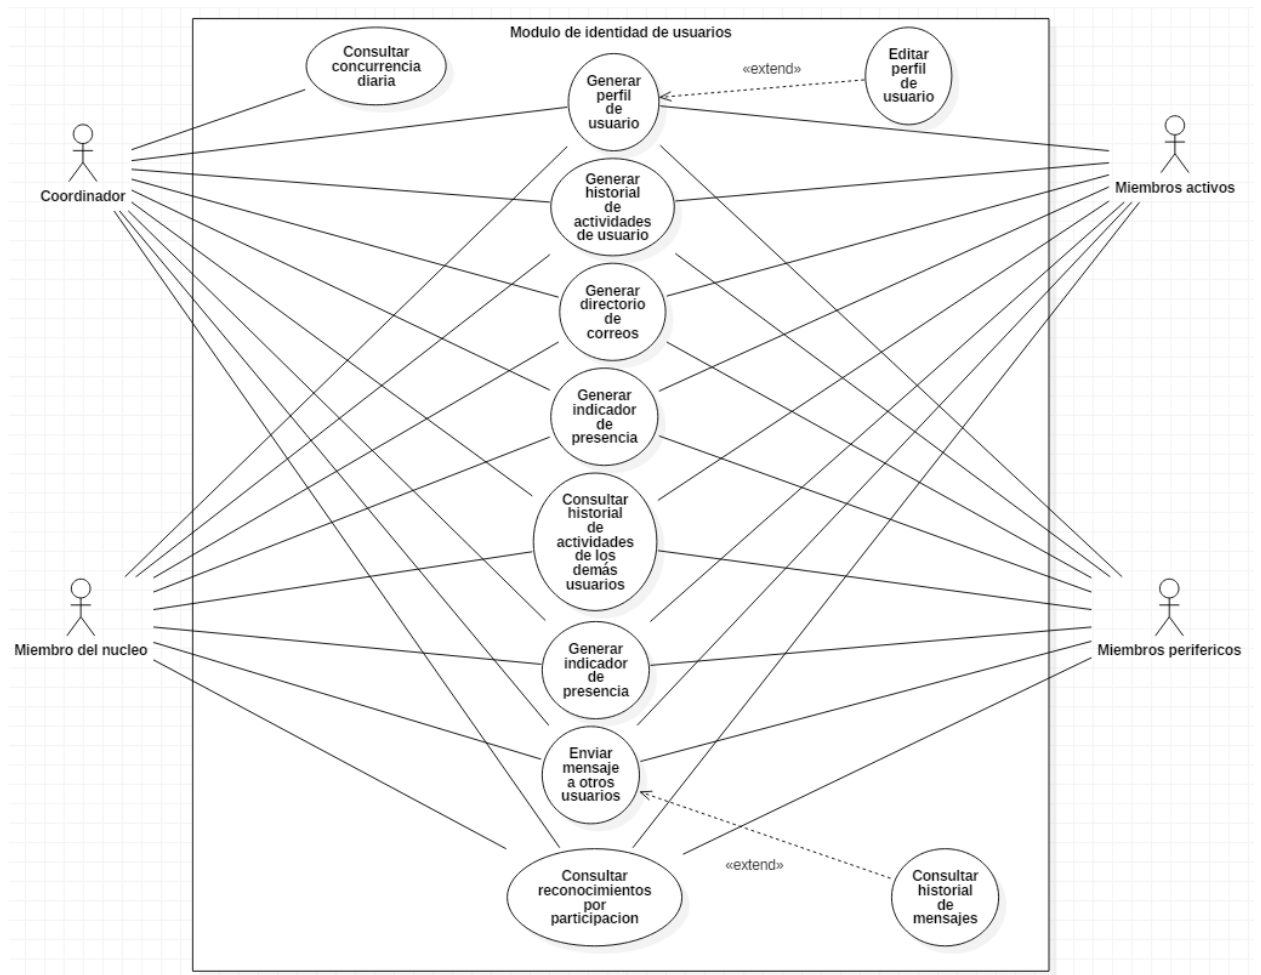 Modulo de identidad de usuarios
Consultar
concurrencia
diaria
Generar
perfil
de
usuario
«extend»
Editar
perfil
de
usuario
Coordinador
Miembros activos
Generar
historial
de
actividades
de usuario
Generar
directorio
de
correos
Generar
indicador
de
presencia
Consultar
historial
de
actividades
de los
demás
usuarios
Miembro del nucleo
Miembros perifericos
Generar
indicador
de
presencia
Enviar
mensaje
a otros
usuarios
«extend»
Consultar
reconocimientos
por
participacion
Consultar
historial
de
mensajes